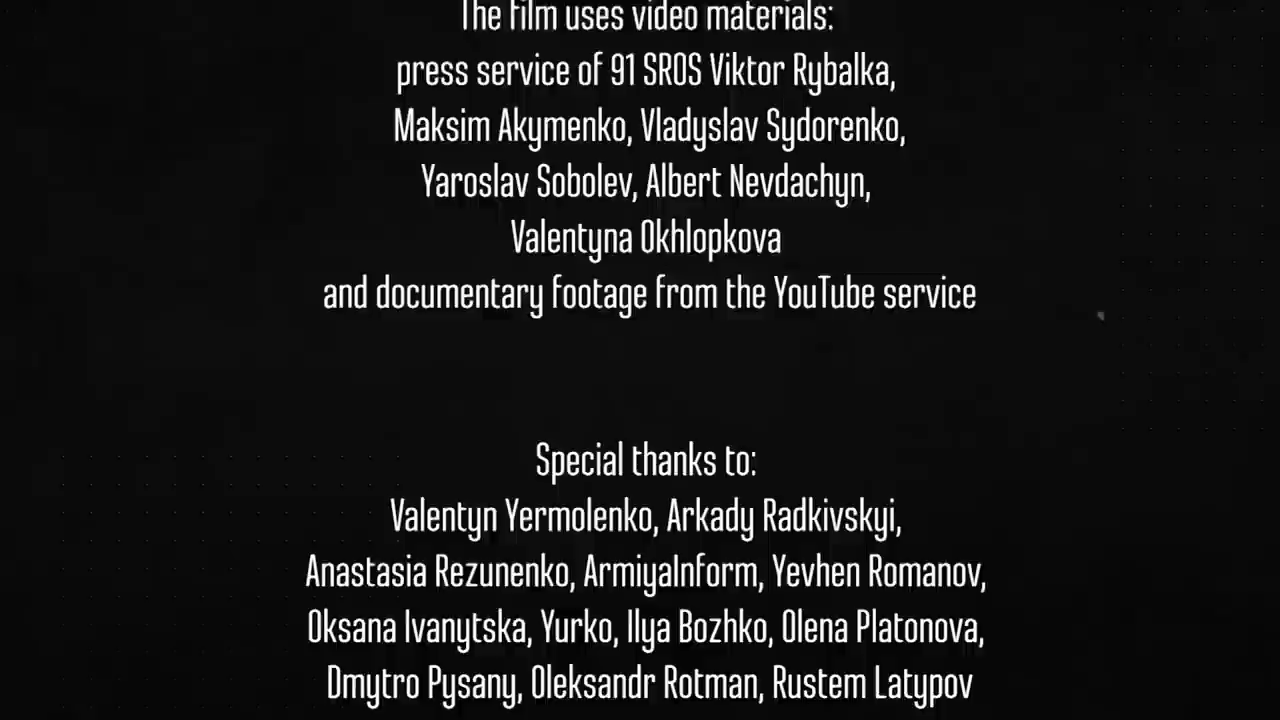 The film uses video materials:
press service of 91 SROS Viktor Rybalka,
Maksim Akymenko, Vladyslav Sydorenko,
Yaroslav Sobolev, Albert Nevdachyn,
Valentyna Okhlopkova
and documentary footage from the YouTube service
Special thanks to:
Valentyn Yermolenko, Arkady Radkivskyi,
Anastasia Rezunenko, ArmiyaInform, Yevhen Romanov,
Oksana Ivanytska, Yurko, Ilya Bozhko, Olena Platonova,
Dmytro Pysany, Oleksandr Rotman, Rustem Latypov